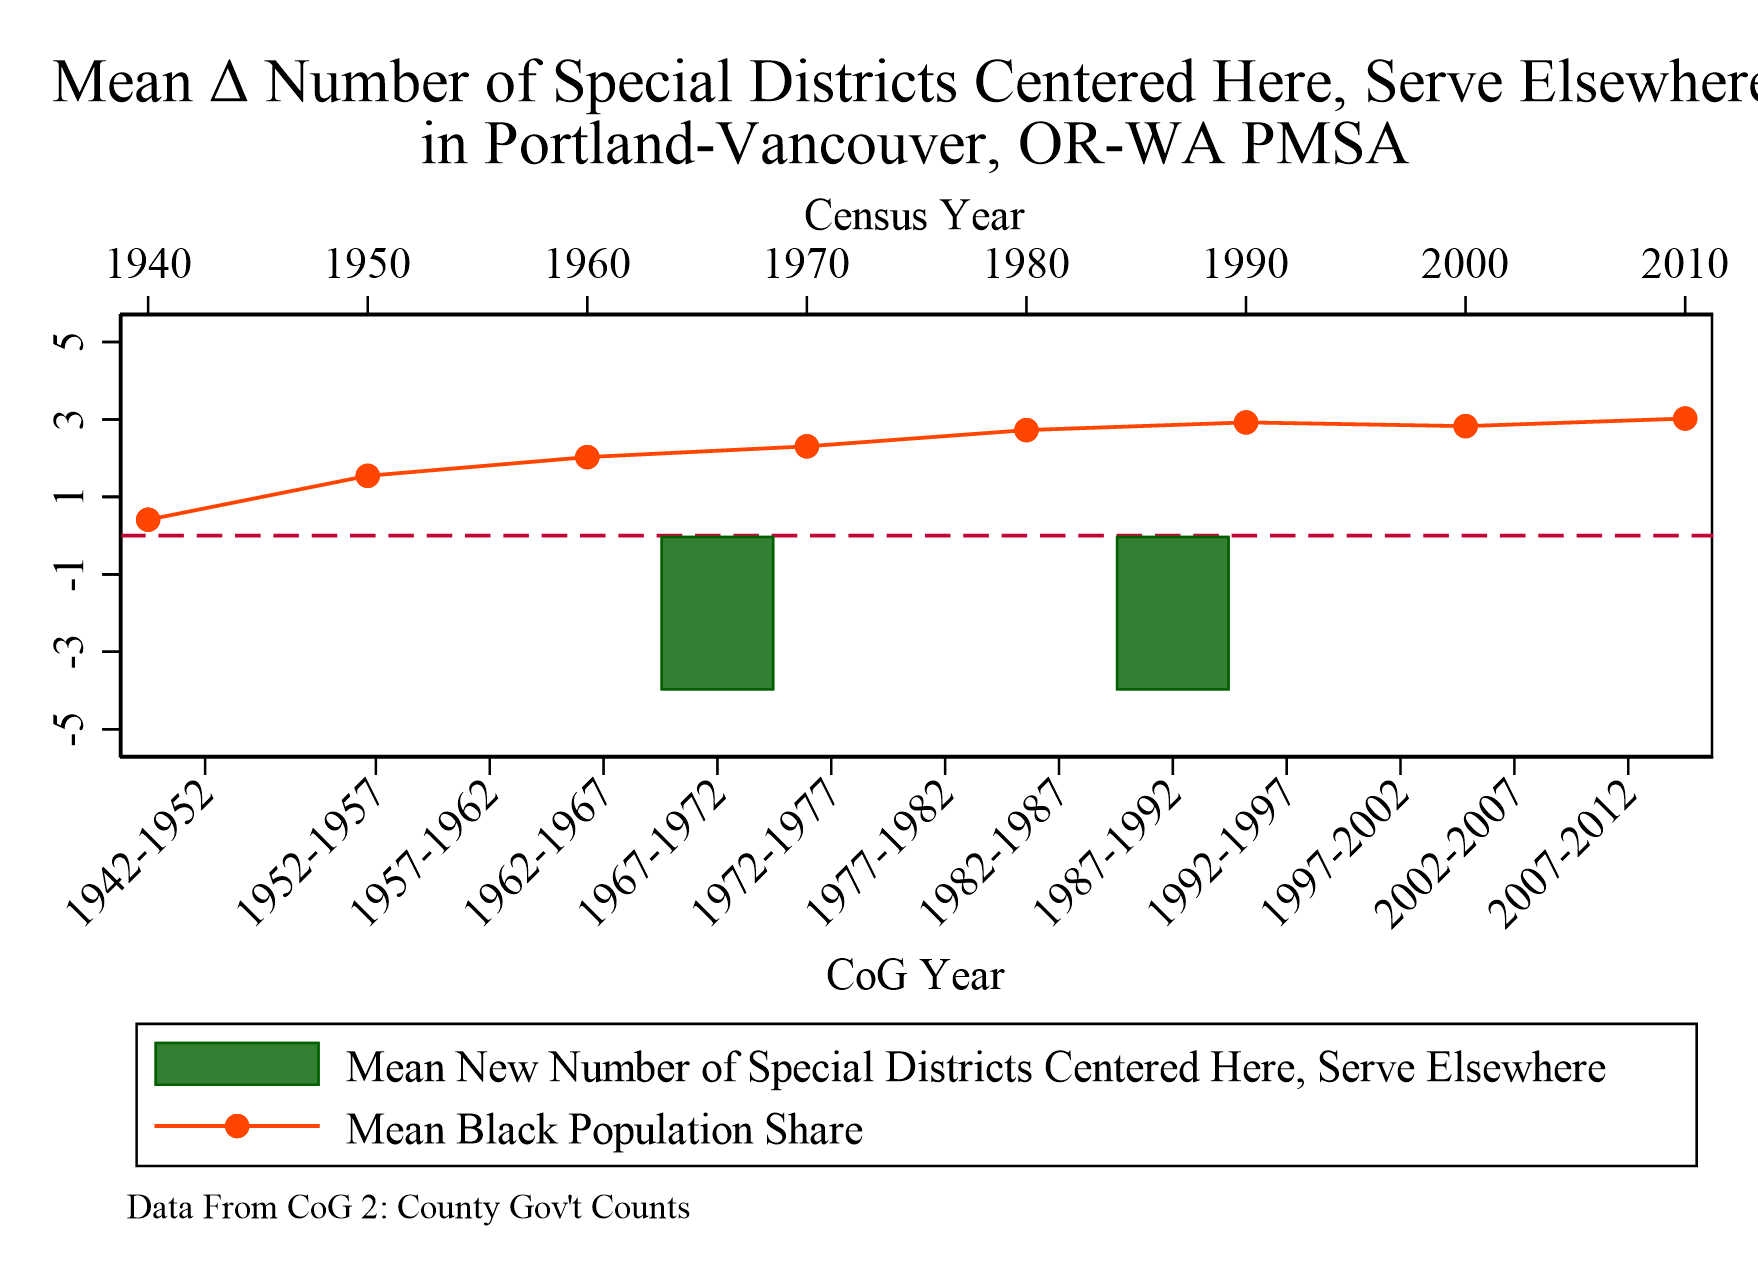 Mean Δ Number of Special Districts Centered Here, Serve Elsewhere
in Portland-Vancouver, OR-WA PMSA
Census Year
1940 1950 1960 1970 1980 1990 2000 2010
5
3
1
-1
-3
-5
1942-1952 1952-1957 1957-1962 1962-1967 1967-1972 1972-1977 1977-1982 1982-1987 1987-1992 1992-1997 1997-2002 2002-2007 2007-2012
CoG Year
Mean New Number of Special Districts Centered Here, Serve Elsewhere
Mean Black Population Share
Data From CoG 2: County Gov't Counts